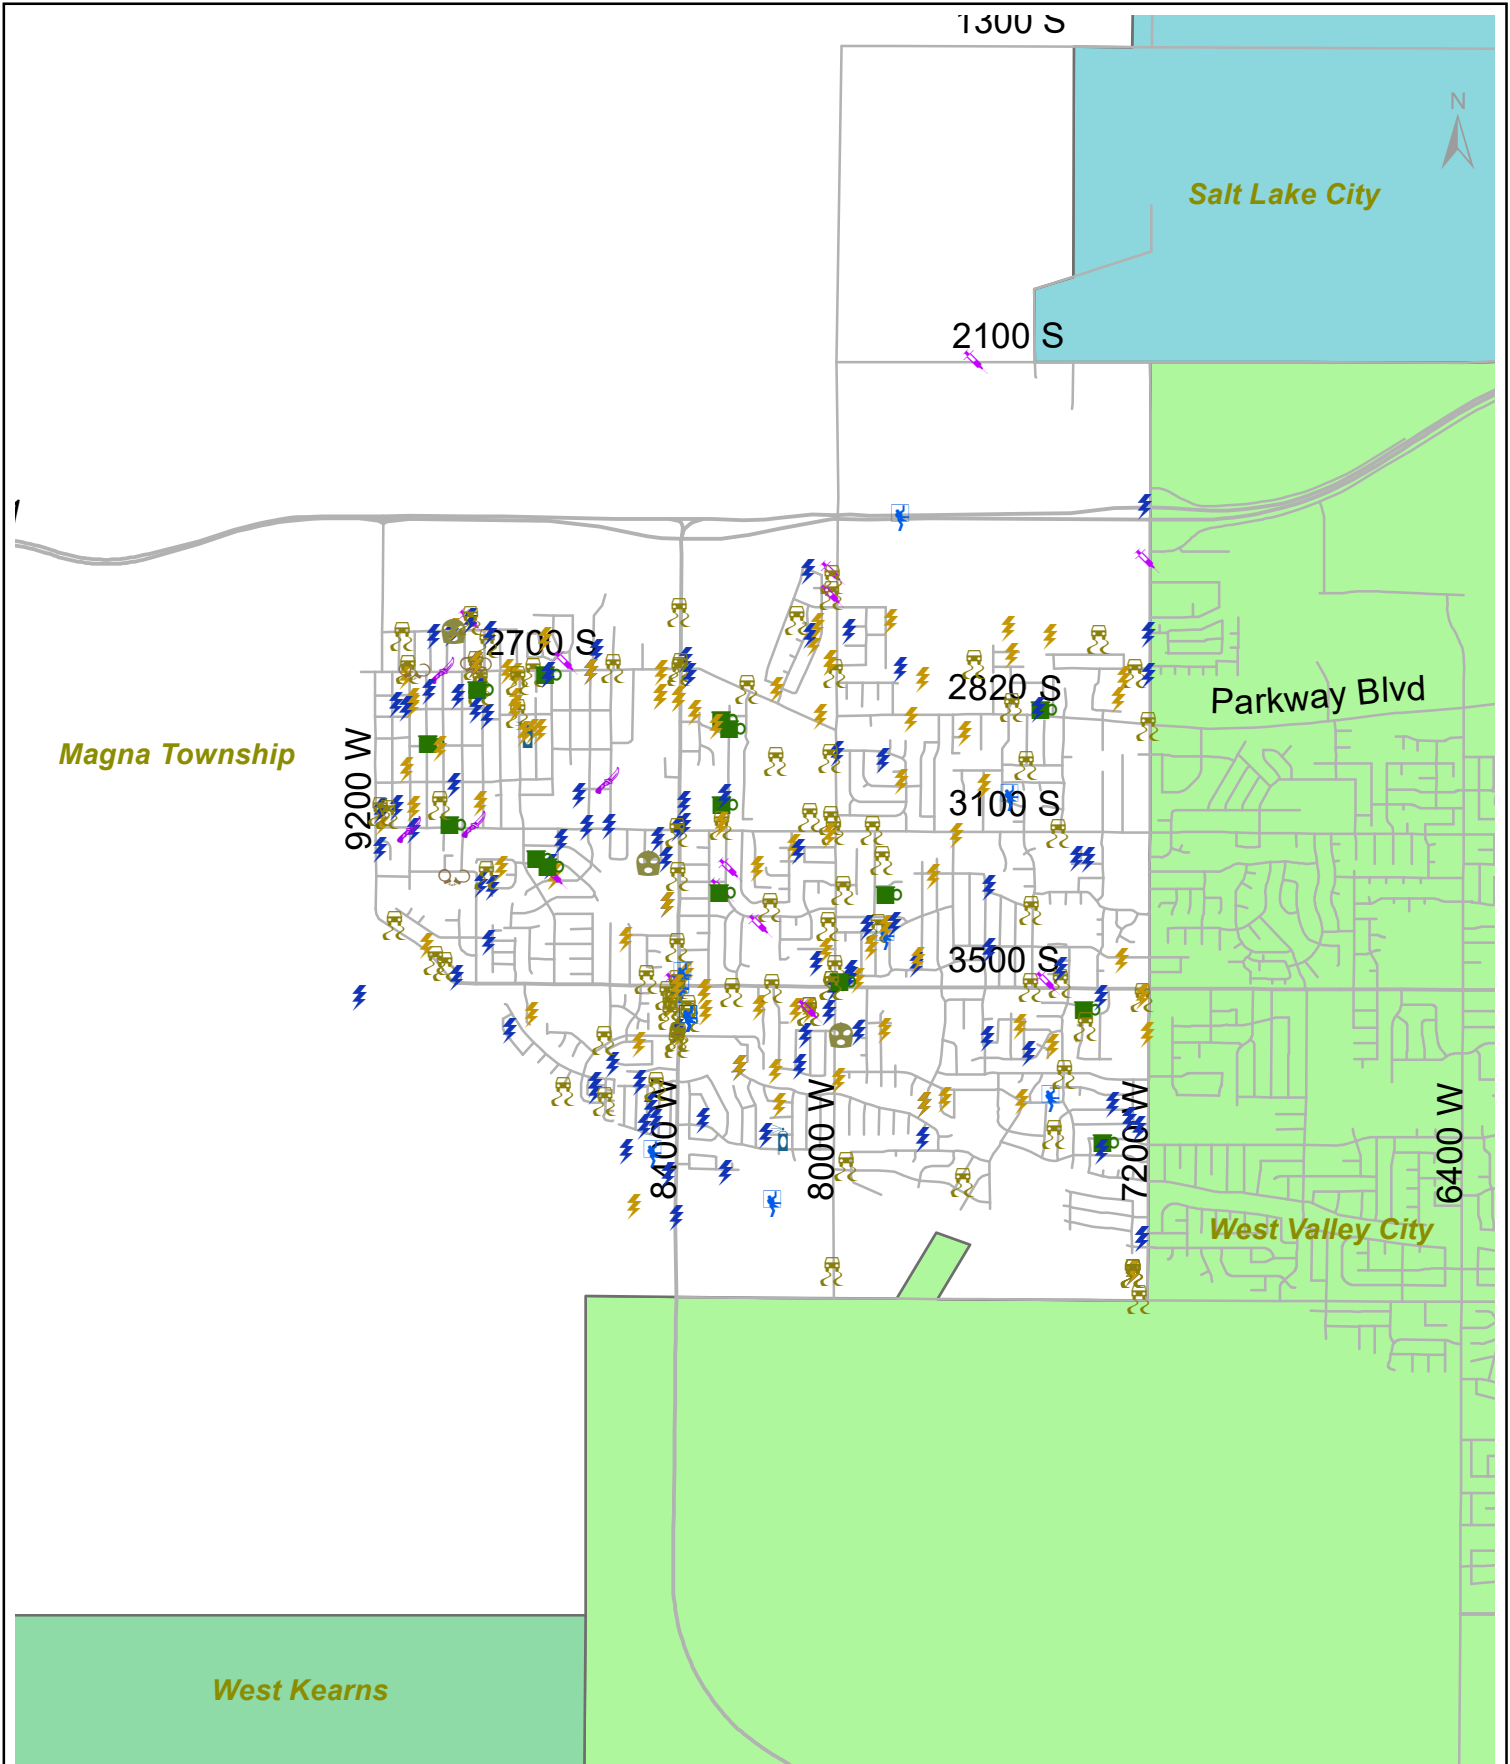 1300 S
N
Salt Lake City
2100 S
2700 S
2820 S
Parkway Blvd
Magna Township
9200 W
3100 S
3500 S
8400 W
8000 W
7200 W
6400 W
West Valley City
West Kearns